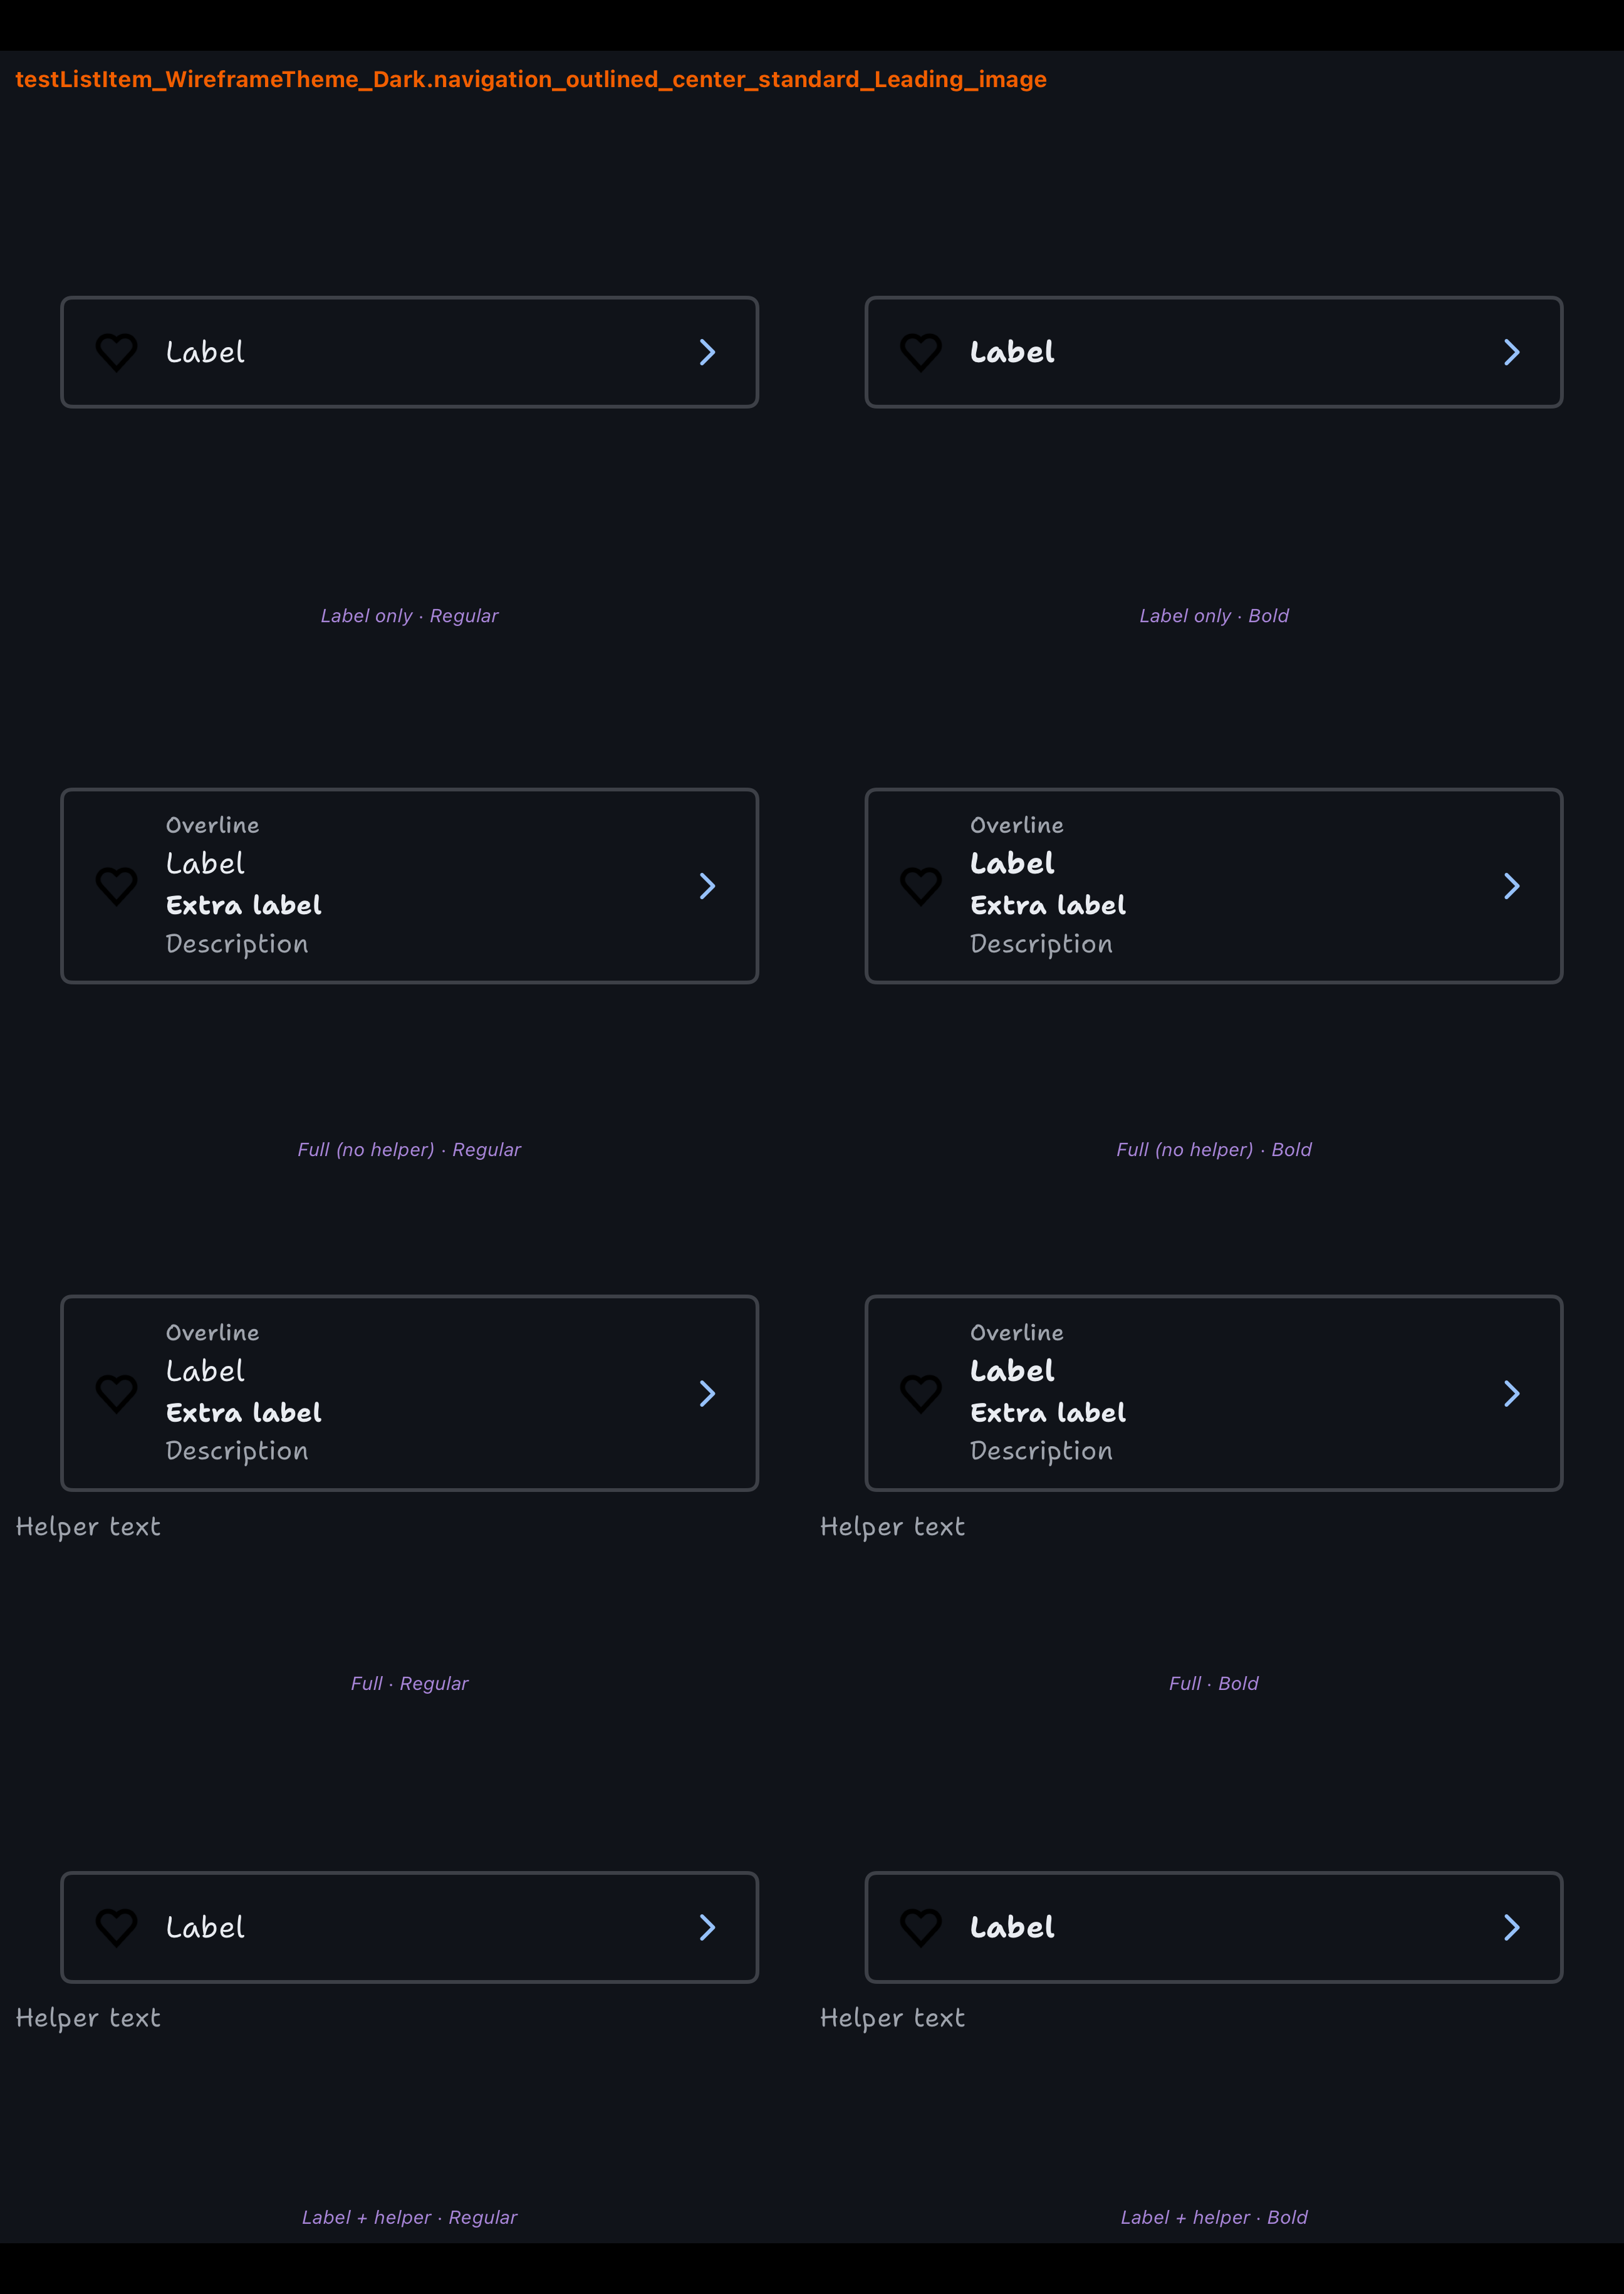 testListItem_WireframeTheme_Dark.navigation_outlined_center_standard_Leading_image
Label
Label
Label only · Regular
Label only · Bold
Overline
Label
Extra label
Description
Overline
Label
Extra label
Description
Full (no helper) · Regular
Full (no helper) · Bold
Overline
Label
Extra label
Description
Helper text
Overline
Label
Extra label
Description
Helper text
Full · Regular
Full · Bold
Label
Helper text
Label
Helper text
Label + helper · Regular
Label + helper · Bold